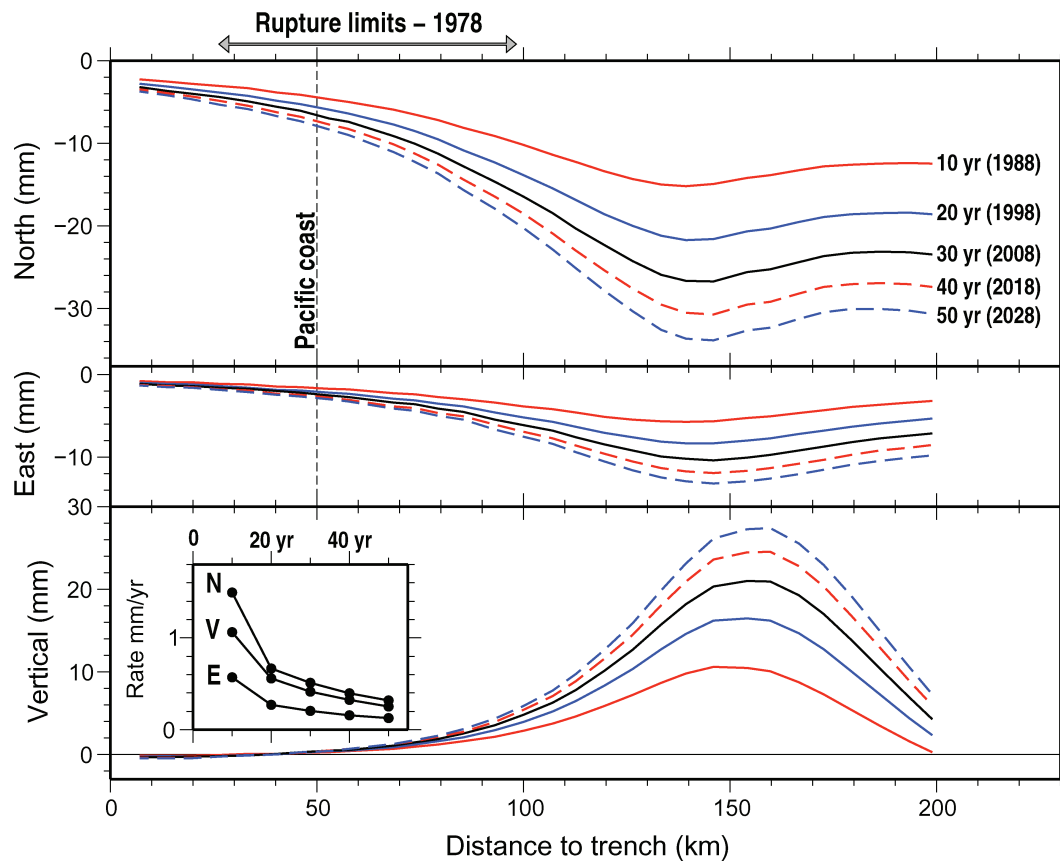 Rupture limits – 1978
0
−10
−20
−30
North (mm)
Pacific coast
10 yr (1988)
20 yr (1998)
30 yr (2008)
40 yr (2018)
50 yr (2028)
0
−10
East (mm)
30
20
10
0
Vertical (mm)
0 20 yr 40 yr
N
V
E
1
0
Rate mm/yr
0 50 100 150 200
Distance to trench (km)